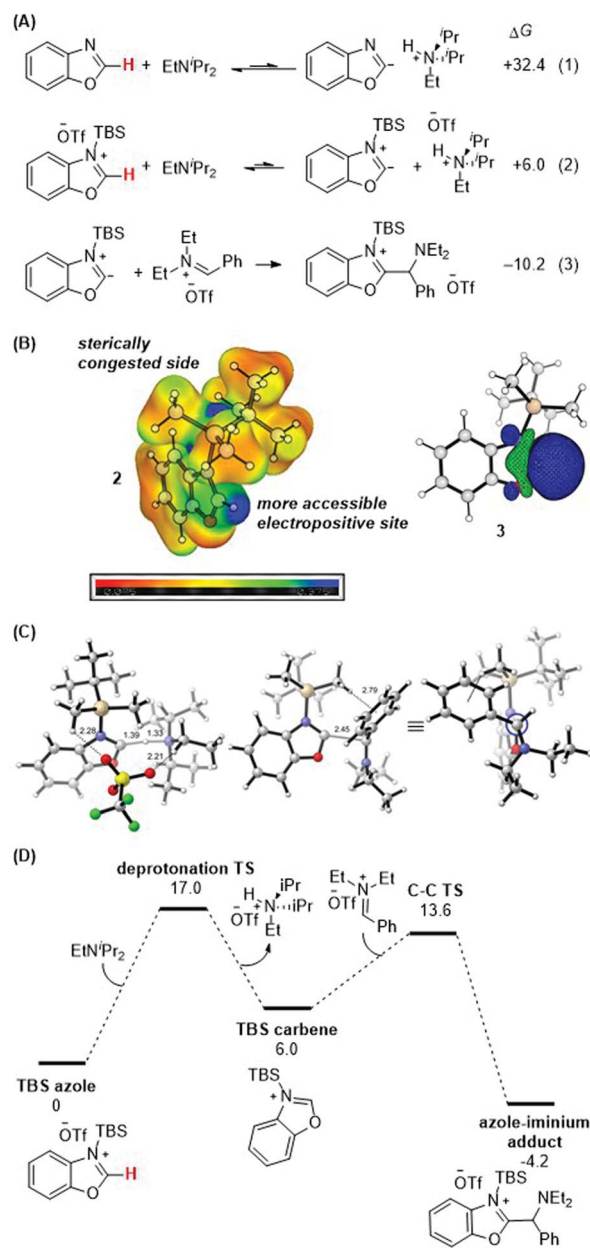 (A)
ΔG
N
O
H + EtNⁱPr₂
N
O
−
H
+
N
ⁱPr
ⁱPr
Et
+32.4 (1)
−
OTf TBS
N
+
O
H + EtNⁱPr₂
TBS
N
+
O
−
+
−
OTf
H
+
N
ⁱPr
ⁱPr
Et
+6.0 (2)
TBS
N
+
O
−
+
Et
N
+
Et
Ph
−
OTf
TBS
N
+
O
NEt₂
Ph
−
OTf
−10.2 (3)
(B)
sterically
congested side
2
more accessible
electropositive site
3
(C)
2.28
1.39
1.33
2.21
2.79
2.45
≡
(D)
deprotonation TS
17.0
H
+
N
iPr
iPr
Et
−
OTf
Et
N
+
Et
−
OTf
Ph
C-C TS
13.6
EtNⁱPr₂
TBS carbene
6.0
TBS
N
+
O
TBS azole
0
−
OTf TBS
N
+
O
H
azole-iminium
adduct
-4.2
−
OTf TBS
N
+
O
NEt₂
Ph